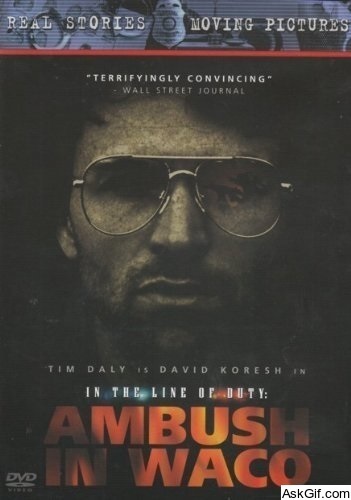 REAL STORIES MOVING PICTURES
"TERRIFYINGLY CONVINCING"
- WALL STREET JOURNAL
TIM DALY IS DAVID KORESH IN
IN THE LINE OF DUTY:
AMBUSH
IN WACO
DVD
VIDEO
AskGif.com